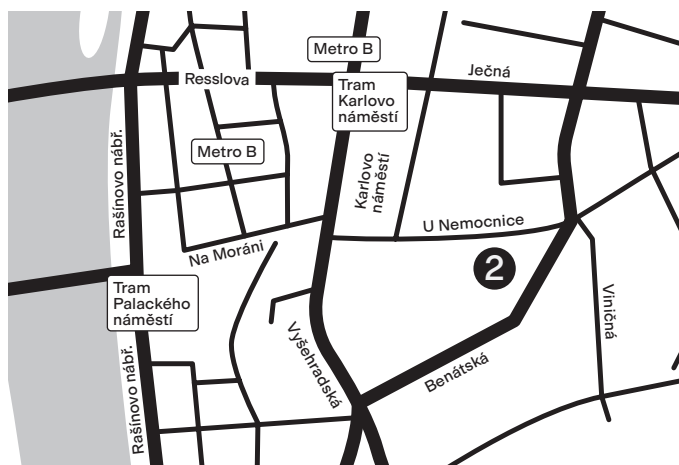 Metro B
Resslova
Ječná
Tram
Karlovo
náměstí
Metro B
Rašínovo nábř.
Karlovo
náměstí
U Nemocnice
Na Moráni
2
Tram
Palackého
náměstí
Viničná
Vyšehradská
Benátská
Rašínovo nábř.